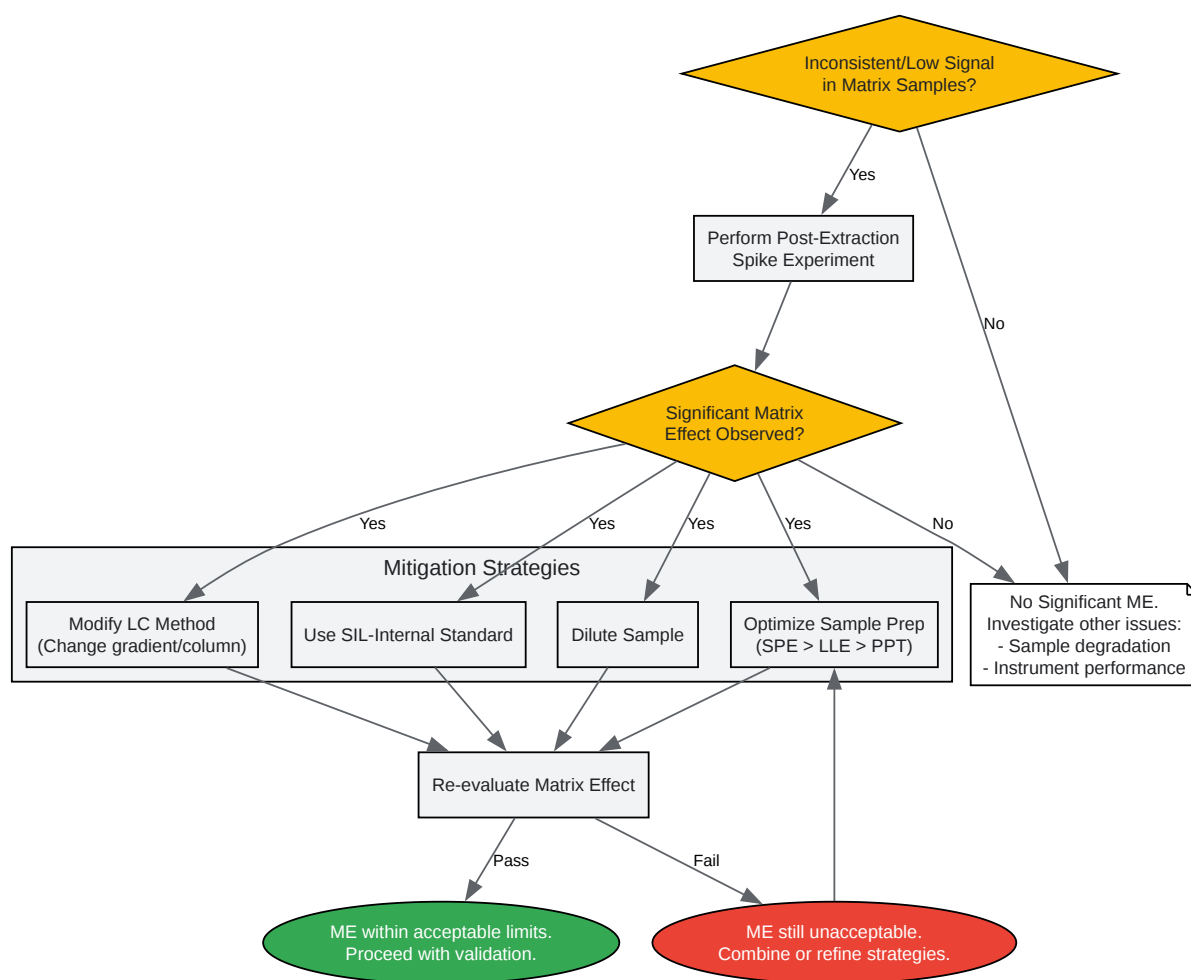 Inconsistent/Low Signal
in Matrix Samples?
Yes
Perform Post-Extraction
Spike Experiment
No
Significant Matrix
Effect Observed?
Yes
Yes
Yes
Yes
No
Mitigation Strategies
Modify LC Method
(Change gradient/column)
Use SIL-Internal Standard
Dilute Sample
Optimize Sample Prep
(SPE > LLE > PPT)
No Significant ME.
Investigate other issues:
- Sample degradation
- Instrument performance
Re-evaluate Matrix Effect
Pass
Fail
ME within acceptable limits.
Proceed with validation.
ME still unacceptable.
Combine or refine strategies.